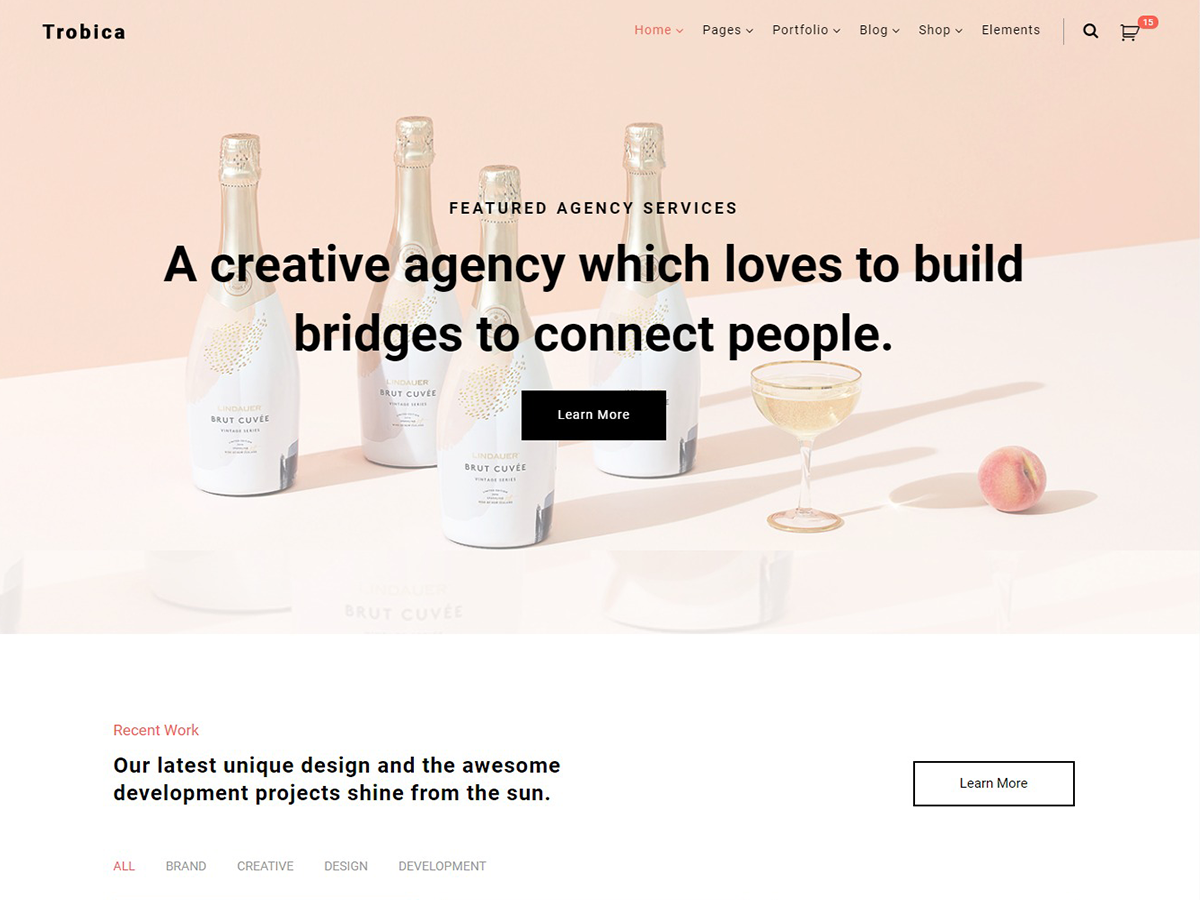 Trobica
Home Pages Portfolio Blog Shop Elements
15
FEATURED AGENCY SERVICES
A creative agency which loves to build
bridges to connect people.
Learn More
LINDAUER
BRUT CUVÉE
VINTAGE SERIES
LINDAUER
BRUT CUVÉE
VINTAGE SERIES
LINDAUER
BRUT CUVÉE
VINTAGE SERIES
LINDAUER
BRUT CUVÉE
Recent Work
Our latest unique design and the awesome
development projects shine from the sun.
Learn More
ALL BRAND CREATIVE DESIGN DEVELOPMENT